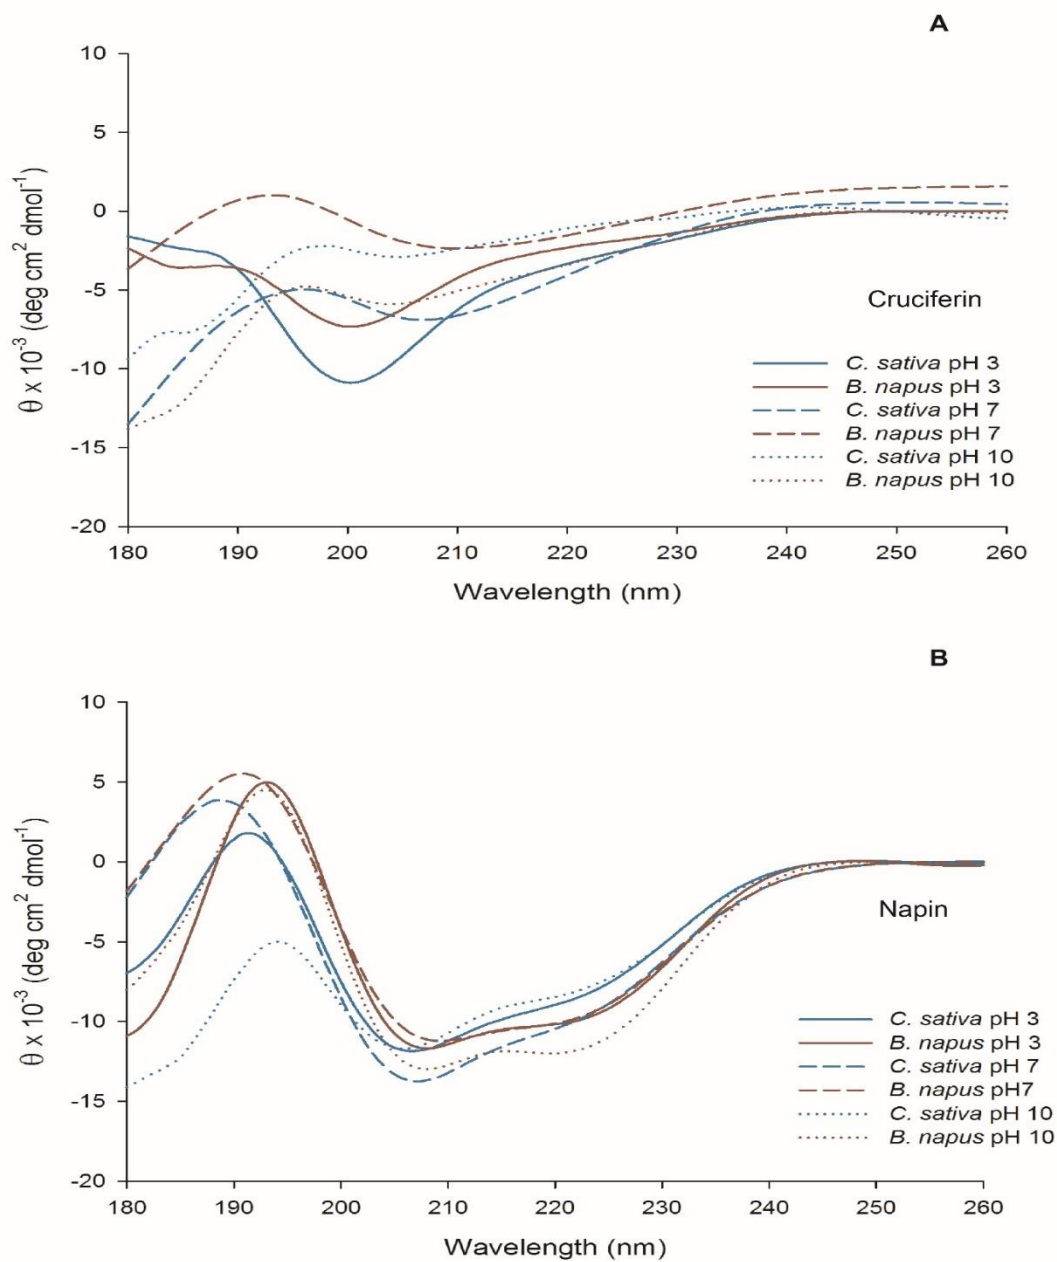 A
10
5
0
-5
-10
-15
-20
θ x 10⁻³ (deg cm² dmol⁻¹)
Cruciferin
C. sativa pH 3
B. napus pH 3
C. sativa pH 7
B. napus pH 7
C. sativa pH 10
B. napus pH 10
180 190 200 210 220 230 240 250 260
Wavelength (nm)
B
10
5
0
-5
-10
-15
-20
θ x 10⁻³ (deg cm² dmol⁻¹)
Napin
C. sativa pH 3
B. napus pH 3
C. sativa pH 7
B. napus pH7
C. sativa pH 10
B. napus pH 10
180 190 200 210 220 230 240 250 260
Wavelength (nm)